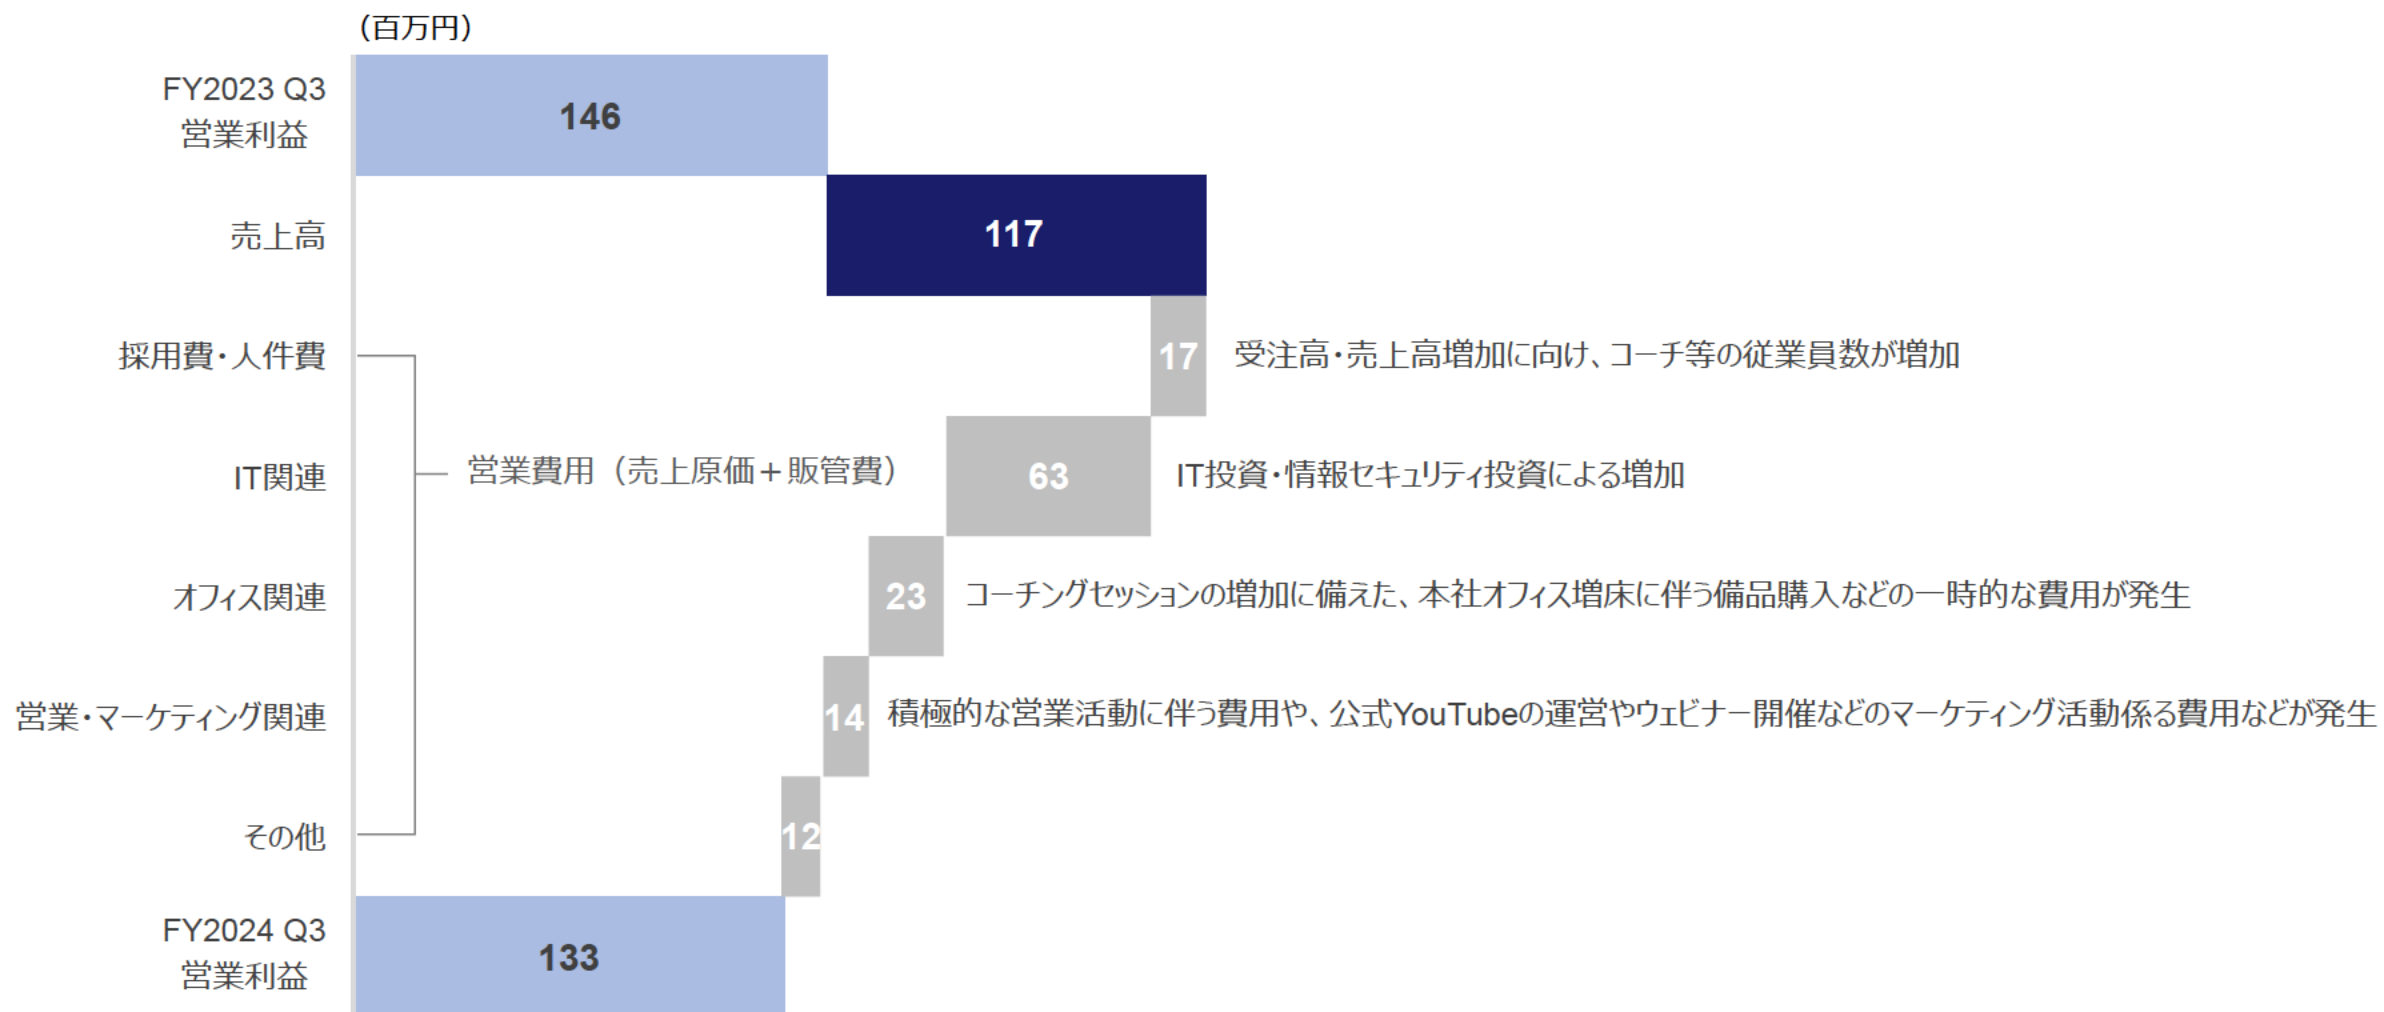 （百万円）
FY2023 Q3
営業利益
146
売上高
117
採用費・人件費
17
受注高・売上高増加に向け、コーチ等の従業員数が増加
IT関連
営業費用（売上原価＋販管費）
63
IT投資・情報セキュリティ投資による増加
オフィス関連
23
コーチングセッションの増加に備えた、本社オフィス増床に伴う備品購入などの一時的な費用が発生
営業・マーケティング関連
14
積極的な営業活動に伴う費用や、公式YouTubeの運営やウェビナー開催などのマーケティング活動係る費用などが発生
その他
12
FY2024 Q3
営業利益
133